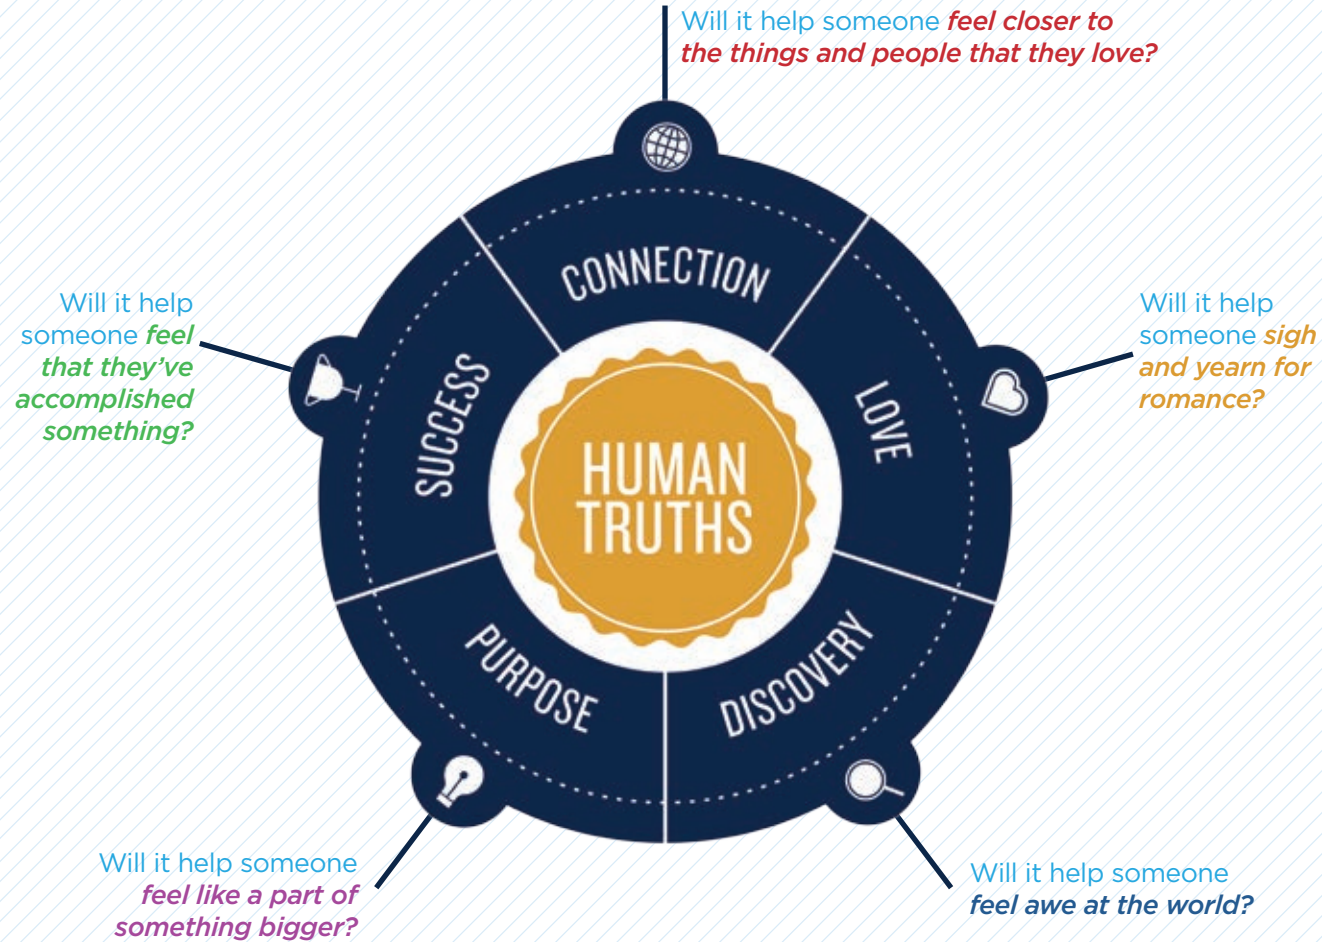 Will it help someone feel closer to
the things and people that they love?
CONNECTION
Will it help
someone feel
that they’ve
accomplished
something?
SUCCESS
LOVE
Will it help
someone sigh
and yearn for
romance?
HUMAN
TRUTHS
PURPOSE
DISCOVERY
Will it help someone
feel like a part of
something bigger?
Will it help someone
feel awe at the world?